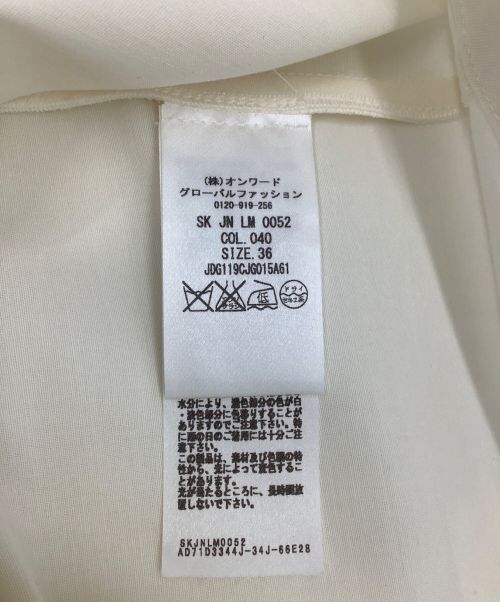 (株)オンワード
グローバルファッション
0120-919-256
SK JN LM 0052
COL. 040
SIZE. 36
JDG119CJG015A61
低
ドライ
セキユ系
水分により、濃色部分の色が白
・淡色部分に色移りすることが
ありますのでご注意下さい。特
に雨の日のご着用には十分ご注
意下さい。
この製品は、素材及び色調の特
性から、光によって変色するこ
とがあります。
光が当たるところに、長時間放
置しないで下さい。
SKJNLM0052
AD71D3344J-34J-66E28